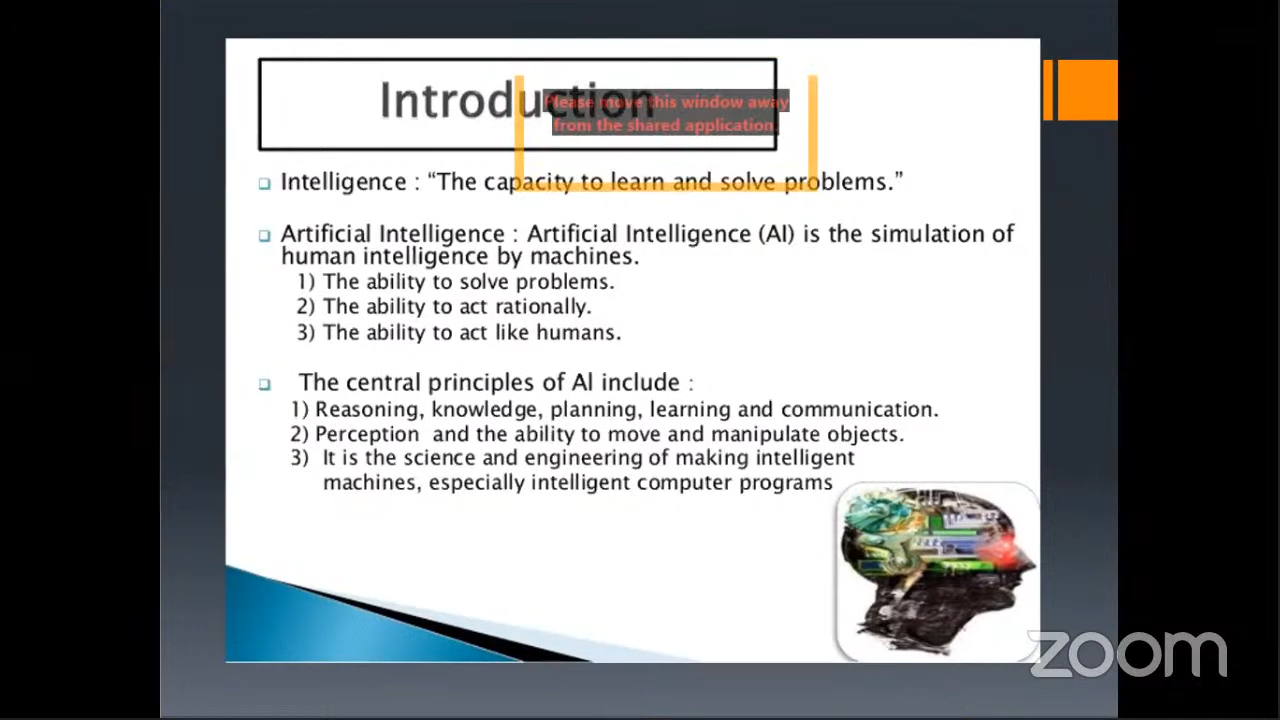 Introduction
Please move this window away
from the shared application.
Intelligence : “The capacity to learn and solve problems.”
Artificial Intelligence : Artificial Intelligence (AI) is the simulation of
human intelligence by machines.
1) The ability to solve problems.
2) The ability to act rationally.
3) The ability to act like humans.
The central principles of AI include :
1) Reasoning, knowledge, planning, learning and communication.
2) Perception and the ability to move and manipulate objects.
3) It is the science and engineering of making intelligent
machines, especially intelligent computer programs
zoom